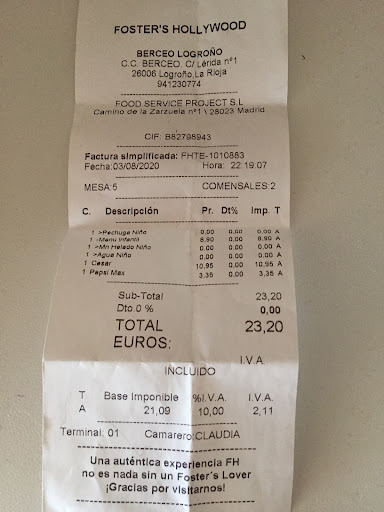 FOSTER'S HOLLYWOOD
BERCEO LOGROÑO
C.C. BERCEO. C/ Lérida nº1
26006 Logroño,La Rioja
941230774
FOOD SERVICE PROJECT S.L
Camino de la Zarzuela nº1 \ 28023 Madrid
CIF: B82798943
Factura simplificada: FHTE-1010883
Fecha:03/08/2020 Hora: 22:19:07
MESA:5 COMENSALES:2
C. Descripción Pr. Dt% Imp. T
1 >Pechuga Niño 0,00 0,00 0,00 A
1 -Menu Infantil 8,90 0,00 8,90 A
1 >Mn Helado Niño 0,00 0,00 0,00 A
1 >Agua Niño 0,00 0,00 0,00 A
1 Cesar 10,95 0,00 10,95 A
1 Pepsi Max 3,35 0,00 3,35 A
Sub-Total 23,20
Dto.0 % 0,00
TOTAL 23,20
EUROS:
I.V.A.
INCLUIDO
T Base Imponible %I.V.A. I.V.A.
A 21,09 10,00 2,11
Terminal: 01 Camarero:CLAUDIA
Una auténtica experiencia FH
no es nada sin un Foster´s Lover
¡Gracias por visitarnos!